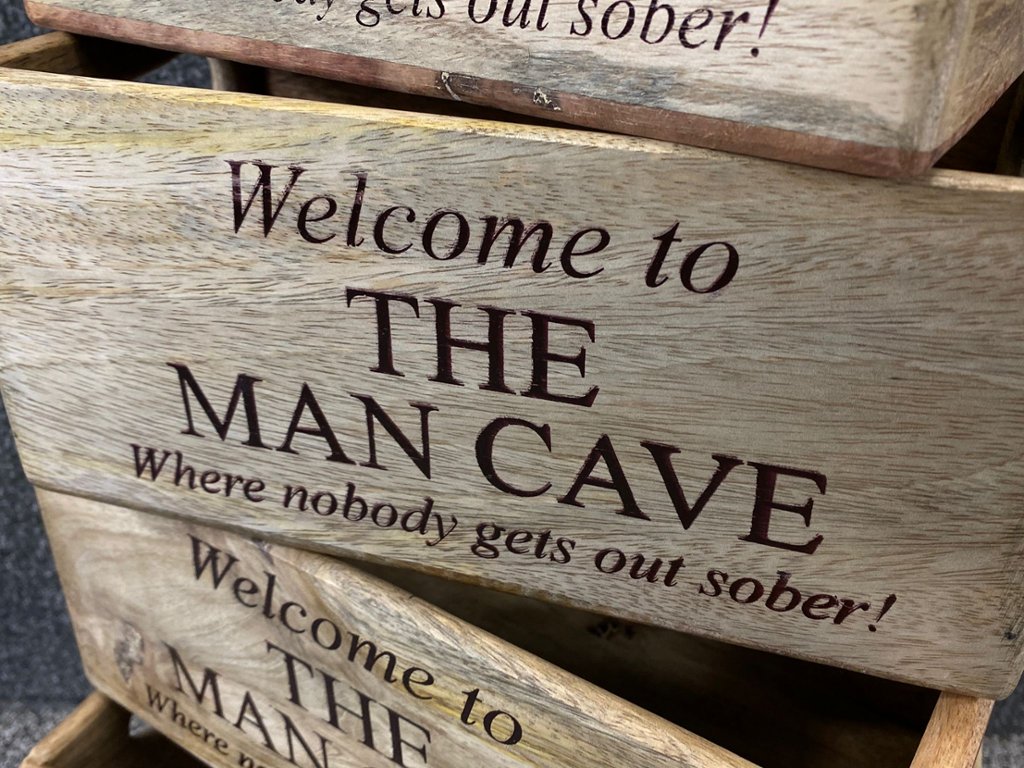 gets out sober!
Welcome to
THE
MAN CAVE
Where nobody gets out sober!
Welcome to
THE
MAN
Where